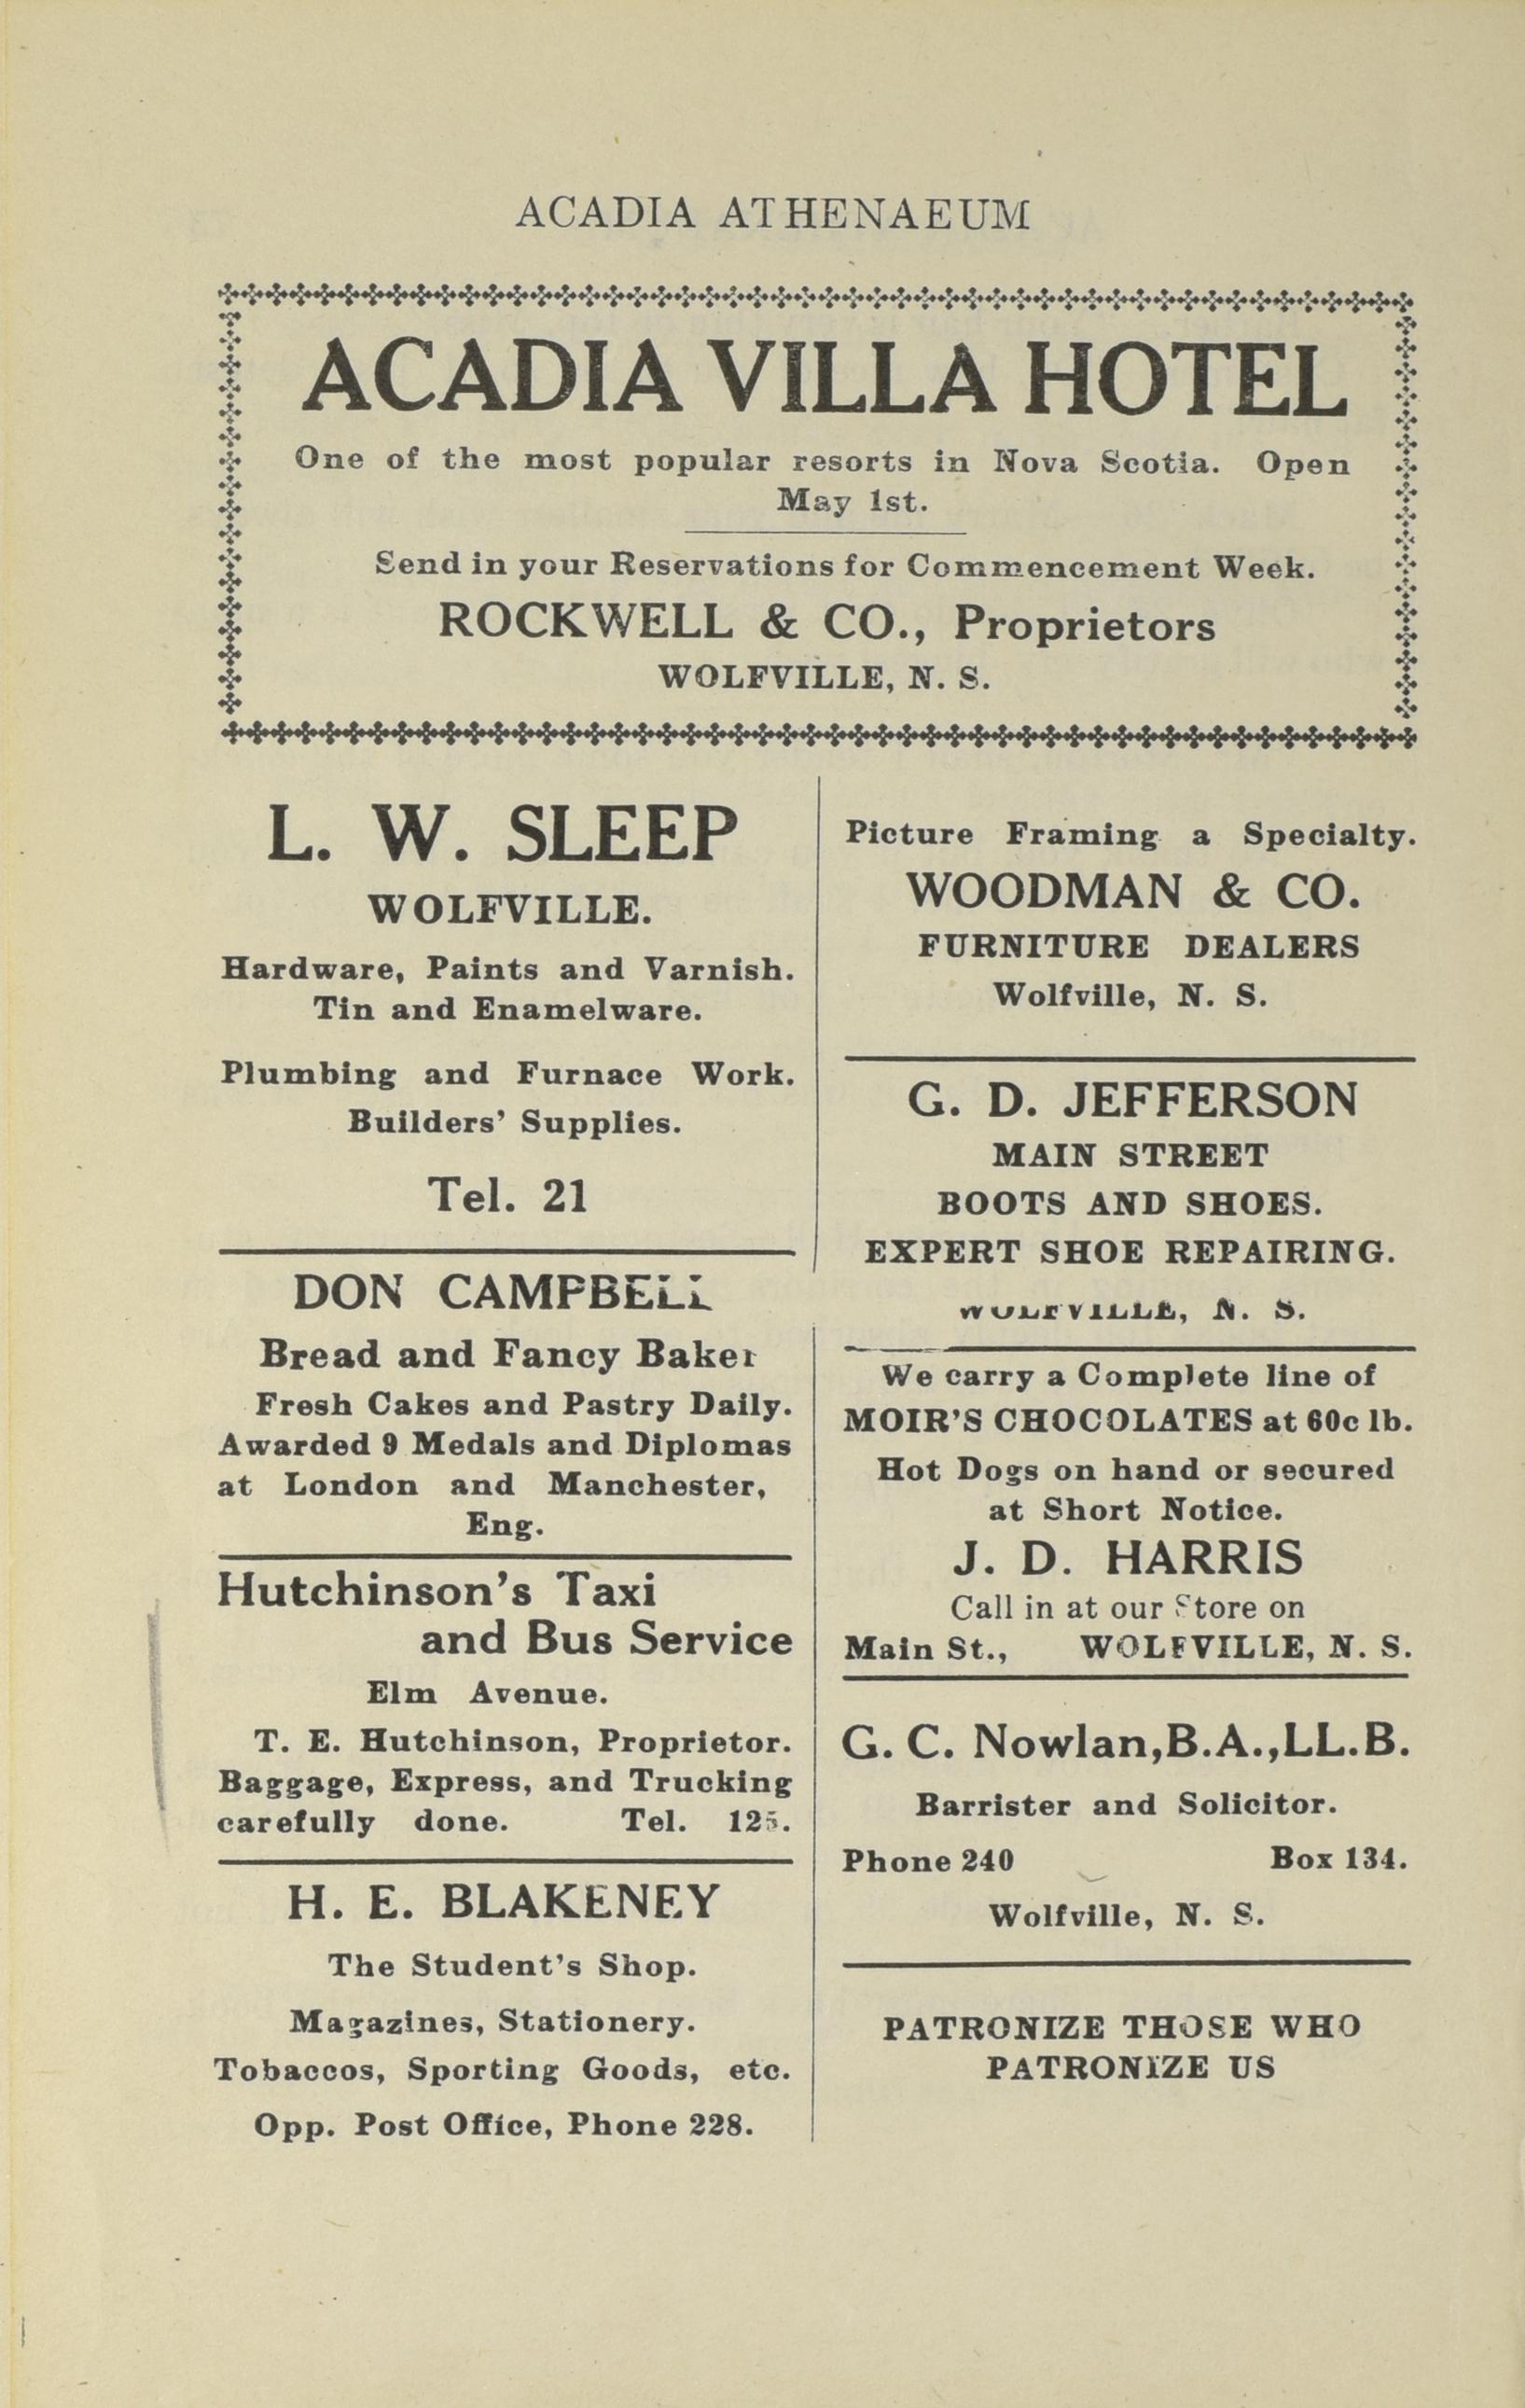 ACADIA ATHENAEUM
ACADIA VILLA HOTEL
One of the most popular resorts in Nova Scotia. Open
May 1st.
Send in your Reservations for Commencement Week.
ROCKWELL & CO., Proprietors
WOLFVILLE, N. S.
L. W. SLEEP
WOLFVILLE.
Hardware, Paints and Varnish.
Tin and Enamelware.
Plumbing and Furnace Work.
Builders' Supplies.
Tel. 21
DON CAMPBELL
Bread and Fancy Baker
Fresh Cakes and Pastry Daily.
Awarded 9 Medals and Diplomas
at London and Manchester,
Eng.
Hutchinson's Taxi
and Bus Service
Elm Avenue.
T. E. Hutchinson, Proprietor.
Baggage, Express, and Trucking
carefully done. Tel. 125.
H. E. BLAKENEY
The Student's Shop.
Magazines, Stationery.
Tobaccos, Sporting Goods, etc.
Opp. Post Office, Phone 228.
Picture Framing a Specialty.
WOODMAN & CO.
FURNITURE DEALERS
Wolfville, N. S.
G. D. JEFFERSON
MAIN STREET
BOOTS AND SHOES.
EXPERT SHOE REPAIRING.
WOLFVILLE, N. S.
We carry a Complete line of
MOIR'S CHOCOLATES at 60c lb.
Hot Dogs on hand or secured
at Short Notice.
J. D. HARRIS
Call in at our Store on
Main St., WOLFVILLE, N. S.
G. C. Nowlan,B.A.,LL.B.
Barrister and Solicitor.
Phone 240 Box 134.
Wolfville, N. S.
PATRONIZE THOSE WHO
PATRONIZE US